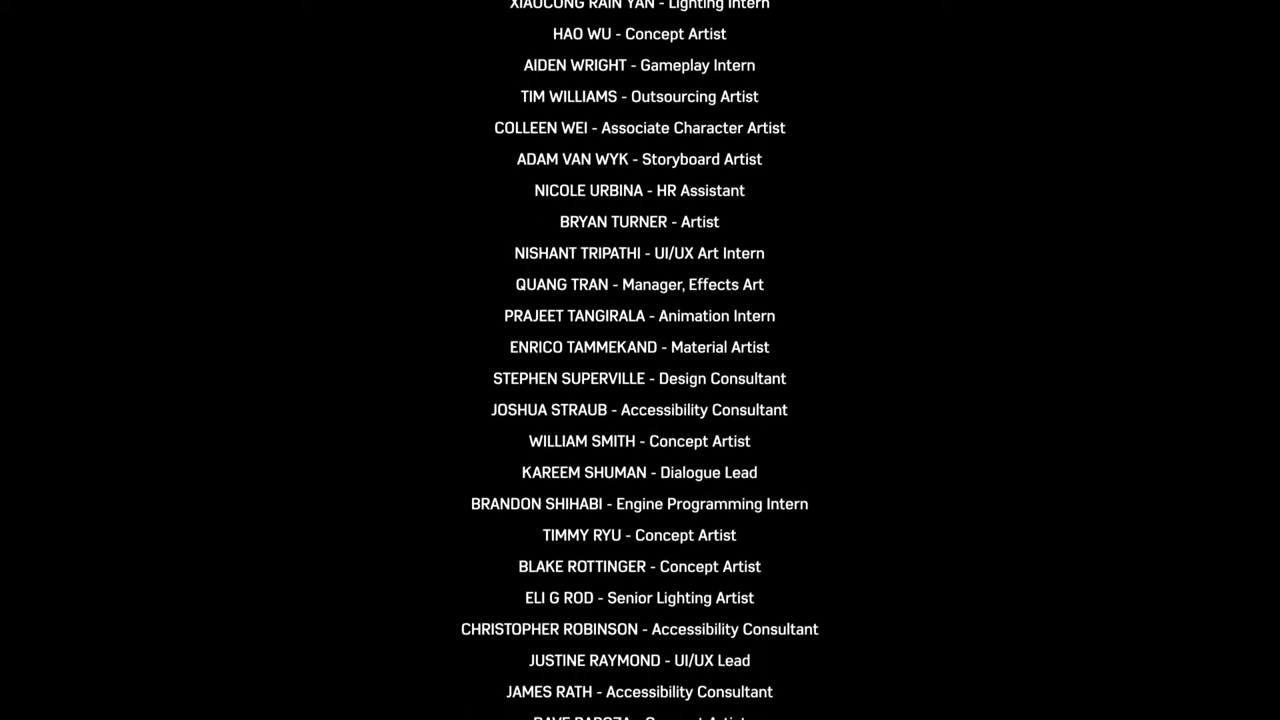 XIAOCONG RAIN YAN - Lighting Intern
HAO WU - Concept Artist
AIDEN WRIGHT - Gameplay Intern
TIM WILLIAMS - Outsourcing Artist
COLLEEN WEI - Associate Character Artist
ADAM VAN WYK - Storyboard Artist
NICOLE URBINA - HR Assistant
BRYAN TURNER - Artist
NISHANT TRIPATHI - UI/UX Art Intern
QUANG TRAN - Manager, Effects Art
PRAJEET TANGIRALA - Animation Intern
ENRICO TAMMEKAND - Material Artist
STEPHEN SUPERVILLE - Design Consultant
JOSHUA STRAUB - Accessibility Consultant
WILLIAM SMITH - Concept Artist
KAREEM SHUMAN - Dialogue Lead
BRANDON SHIHABI - Engine Programming Intern
TIMMY RYU - Concept Artist
BLAKE ROTTINGER - Concept Artist
ELI G ROD - Senior Lighting Artist
CHRISTOPHER ROBINSON - Accessibility Consultant
JUSTINE RAYMOND - UI/UX Lead
JAMES RATH - Accessibility Consultant